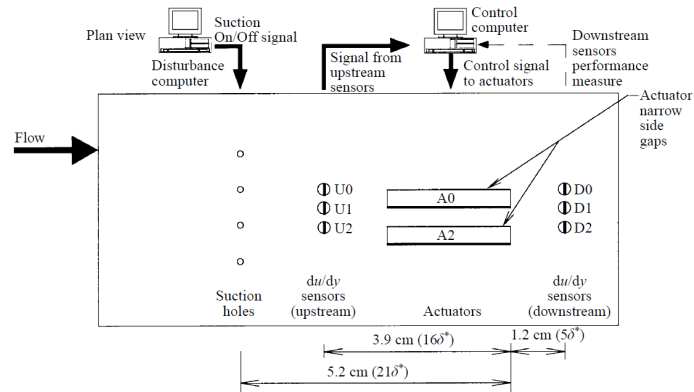 Plan view
Suction
On/Off signal
Disturbance
computer
Signal from
upstream
sensors
Control
computer
Control signal
to actuators
Downstream
sensors
performance
measure
Actuator
narrow
side
gaps
Flow
U0
U1
U2
A0
A2
D0
D1
D2
Suction
holes
du/dy
sensors
(upstream)
Actuators
du/dy
sensors
(downstream)
3.9 cm (16δ*)
1.2 cm (5δ*)
5.2 cm (21δ*)